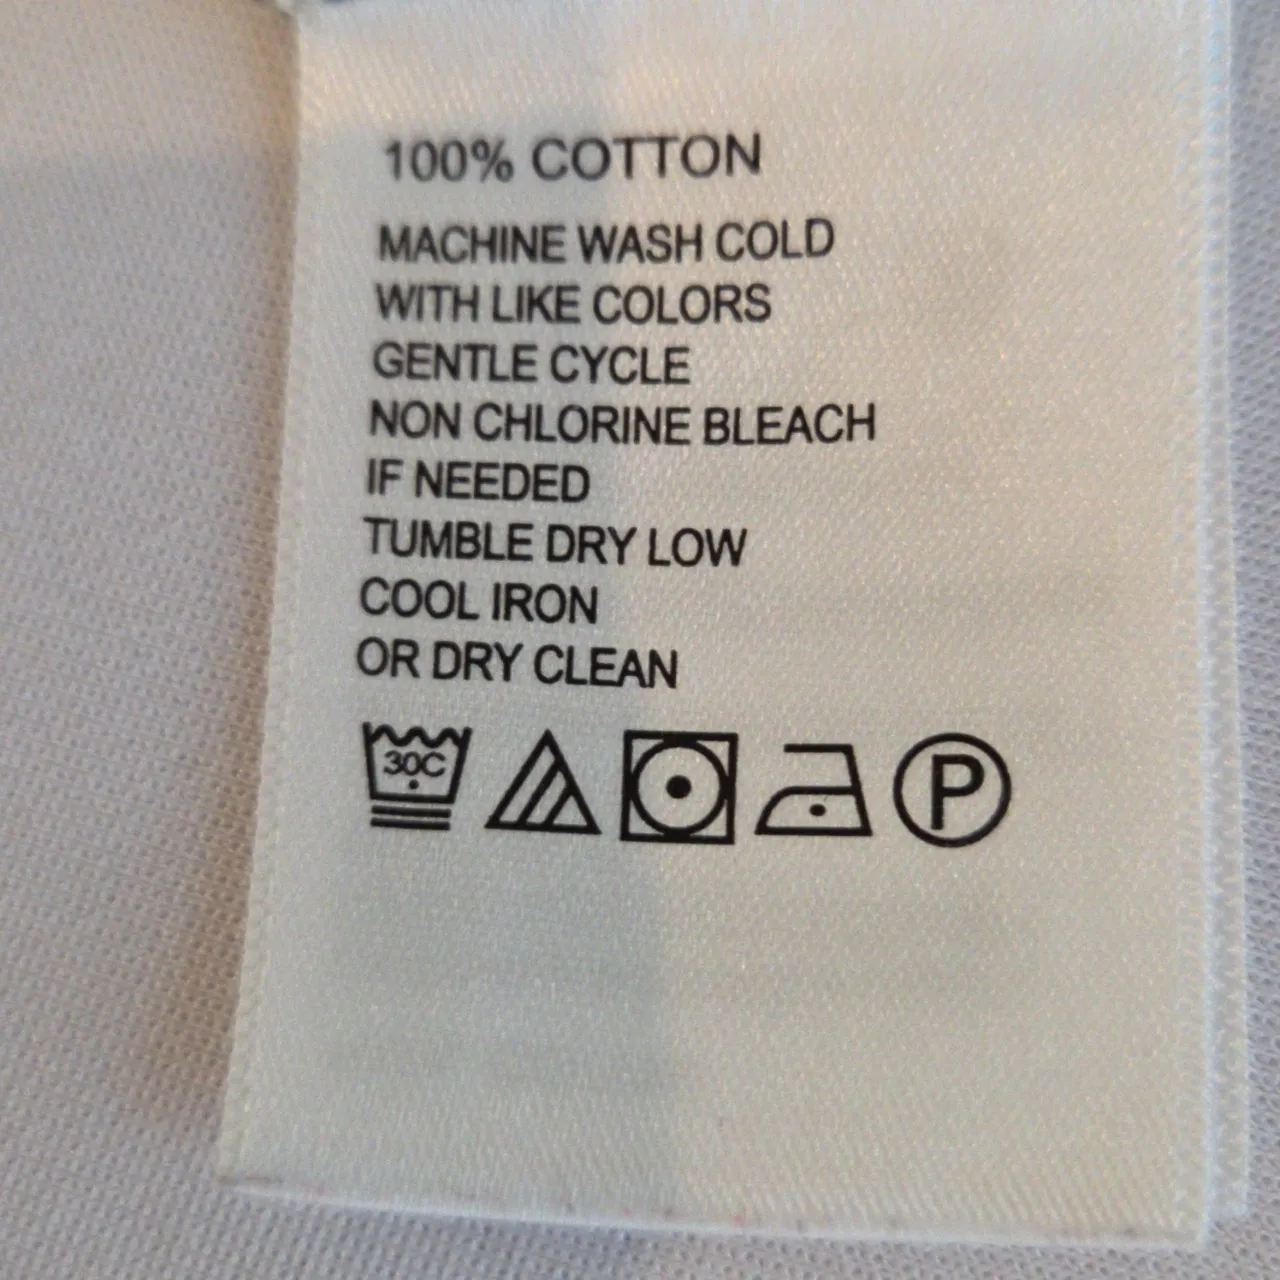 100% COTTON
MACHINE WASH COLD
WITH LIKE COLORS
GENTLE CYCLE
NON CHLORINE BLEACH
IF NEEDED
TUMBLE DRY LOW
COOL IRON
OR DRY CLEAN
30C P